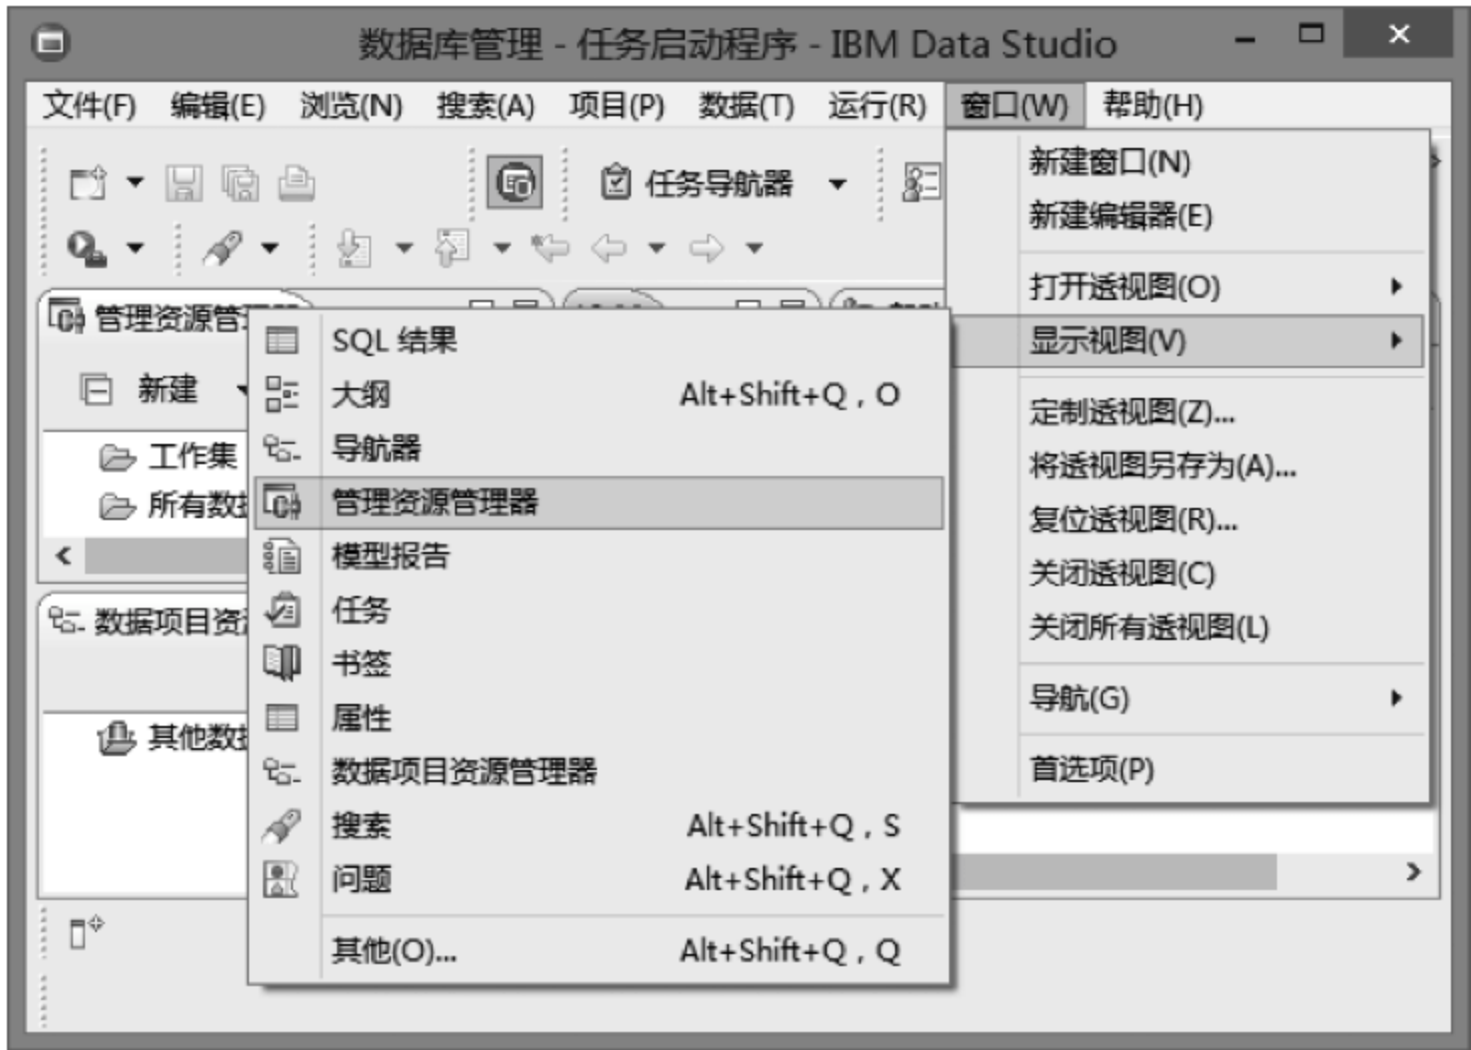 数据库管理 - 任务启动程序 - IBM Data Studio
文件(F) 编辑(E) 浏览(N) 搜索(A) 项目(P) 数据(T) 运行(R) 窗口(W) 帮助(H)
任务导航器
管理资源管
新建
工作集
所有数
数据项目资
其他数
SQL 结果
大纲 Alt+Shift+Q , O
导航器
管理资源管理器
模型报告
任务
书签
属性
数据项目资源管理器
搜索 Alt+Shift+Q , S
问题 Alt+Shift+Q , X
其他(O)... Alt+Shift+Q , Q
新建窗口(N)
新建编辑器(E)
打开透视图(O)
显示视图(V)
定制透视图(Z)...
将透视图另存为(A)...
复位透视图(R)...
关闭透视图(C)
关闭所有透视图(L)
导航(G)
首选项(P)